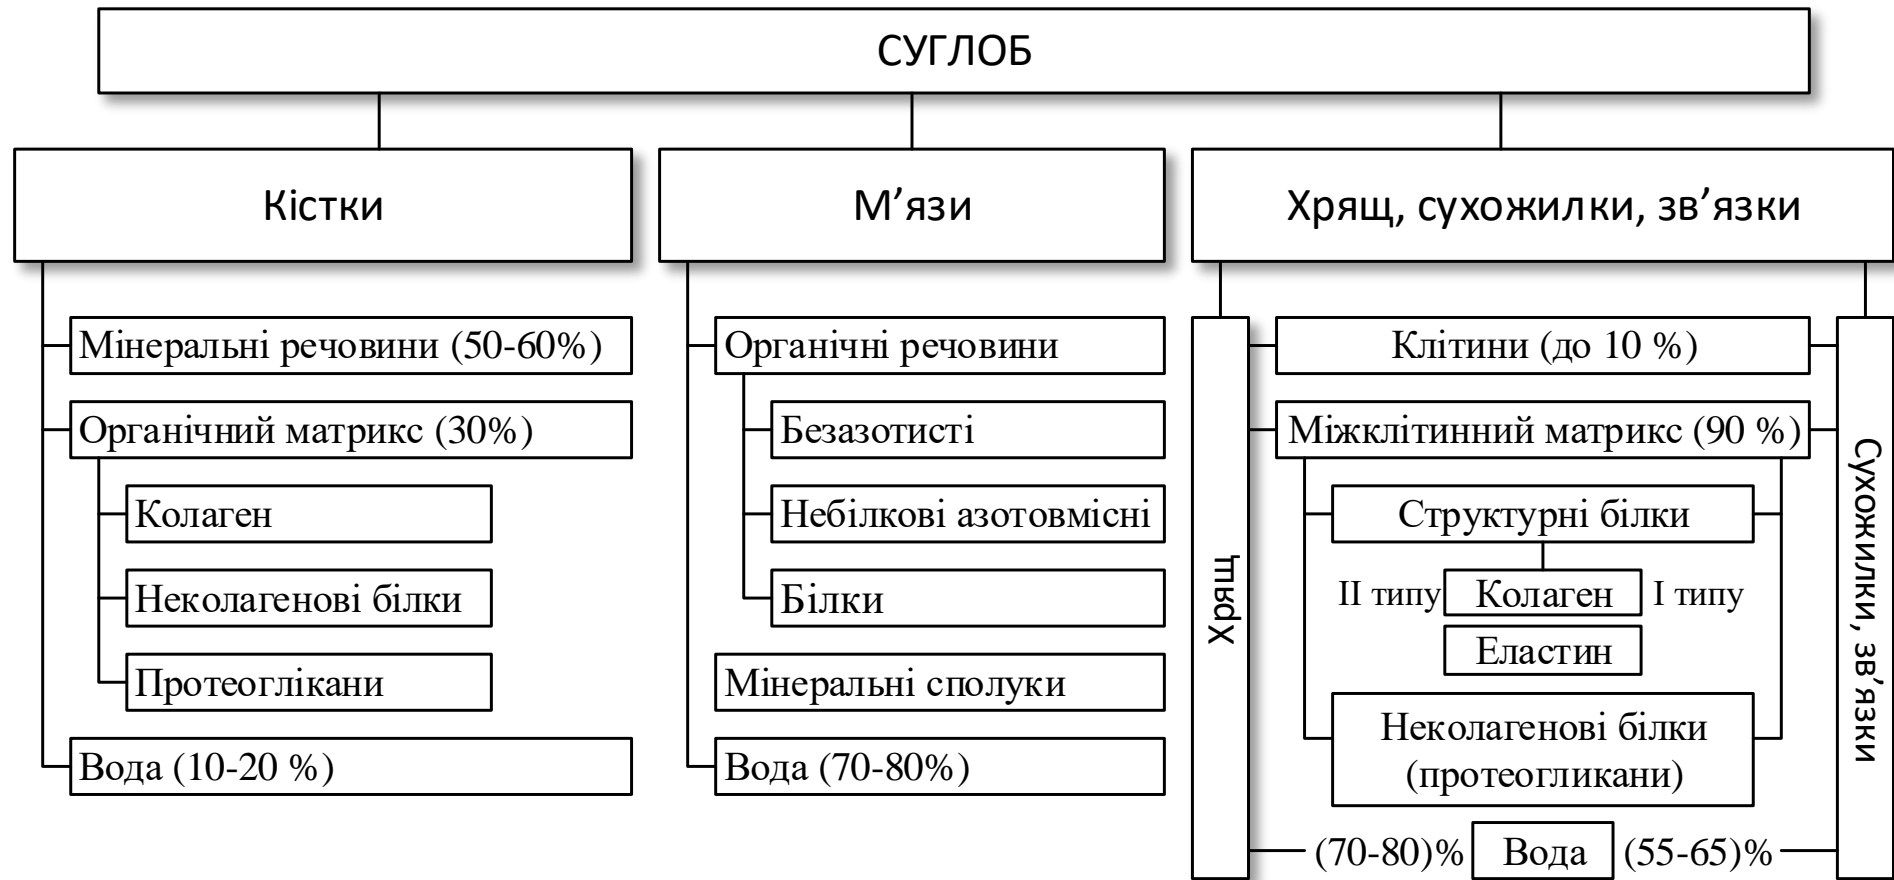 СУГЛОБ
Кістки
Мінеральні речовини (50-60%)
Органічний матрикс (30%)
Колаген
Неколагенові білки
Протеоглікани
Вода (10-20 %)
М’язи
Органічні речовини
Безазотисті
Небілкові азотовмісні
Білки
Мінеральні сполуки
Вода (70-80%)
Хрящ, сухожилки, зв’язки
Хрящ
Клітини (до 10 %)
Міжклітинний матрикс (90 %)
Структурні білки
II типу Колаген I типу
Еластин
Неколагенові білки
(протеогликани)
(70-80)% Вода (55-65)%
Сухожилки, зв’язки